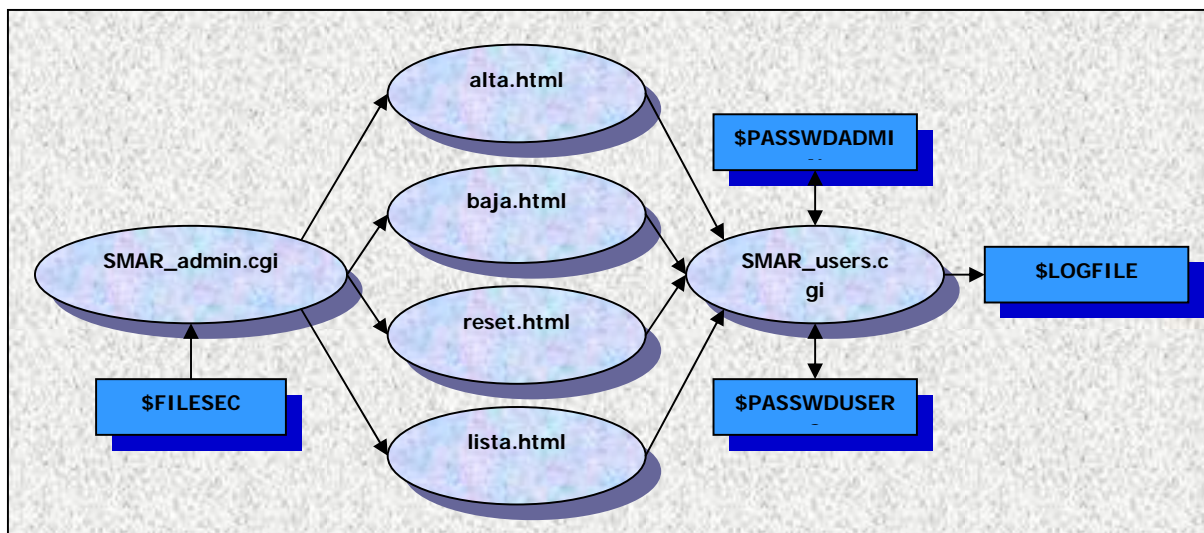 alta.html
$PASSWDADMI
baja.html
SMAR_admin.cgi
SMAR_users.c
gi
$LOGFILE
reset.html
$FILESEC
$PASSWDUSER
lista.html